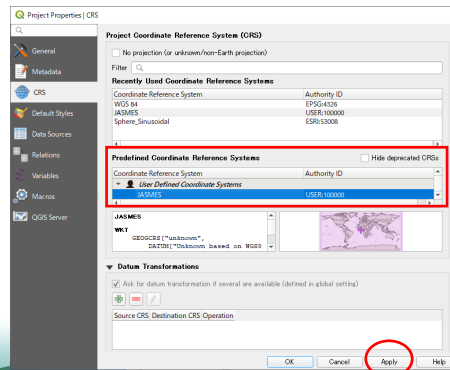 Project Properties | CRS
Project Coordinate Reference System (CRS)
General
No projection (or unknown/non-Earth projection)
Filter
Metadata
Recently Used Coordinate Reference Systems
CRS
Coordinate Reference System Authority ID
WGS 84 EPSG:4326
JASMES USER:100000
Default Styles
Sphere_Sinusoidal ESRI:53008
Data Sources
Relations
Predefined Coordinate Reference Systems Hide deprecated CRSs
Coordinate Reference System Authority ID
Variables
User Defined Coordinate Systems
JASMES USER:100000
Macros
QGIS Server
JASMES
WKT
GEOGCRS["unknown",
DATUM["Unknown based on WGS8
Datum Transformations
Ask for datum transformation if several are available (defined in global setting)
Source CRS Destination CRS Operation
OK Cancel Apply Help